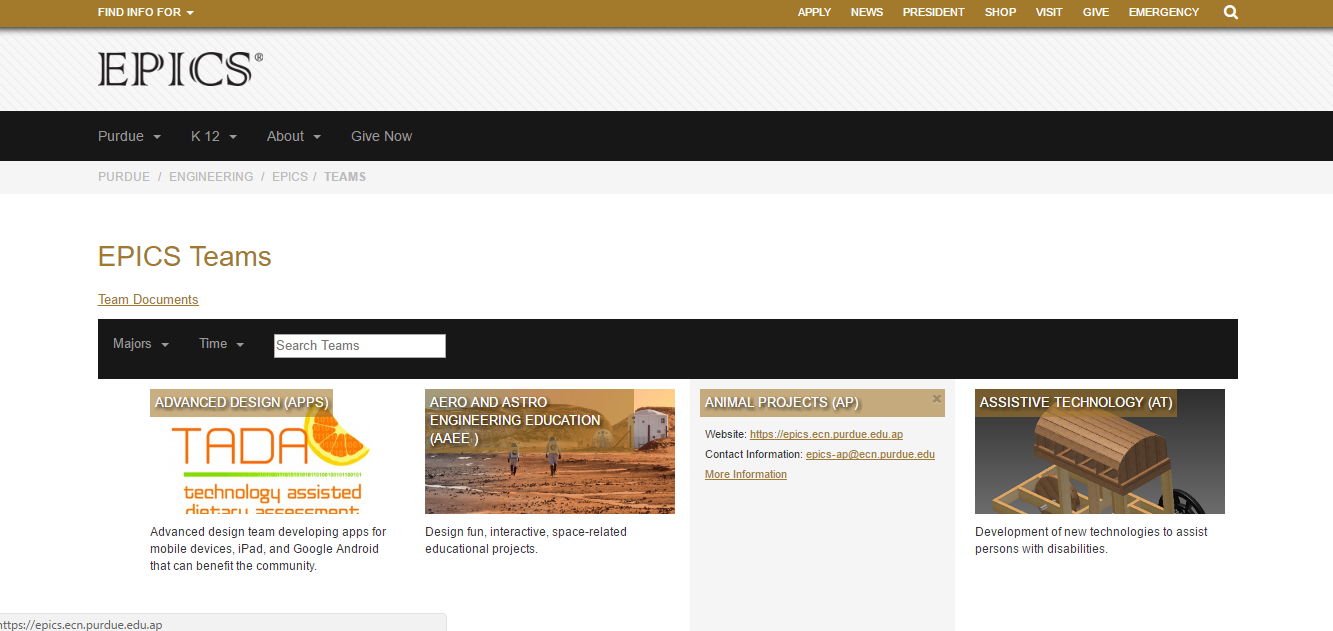 FIND INFO FOR
APPLY NEWS PRESIDENT SHOP VISIT GIVE EMERGENCY
EPICS®
Purdue K 12 About Give Now
PURDUE / ENGINEERING / EPICS / TEAMS
EPICS Teams
Team Documents
Majors Time Search Teams
ADVANCED DESIGN (APPS)
TADA
technology assisted
dietary assessment
Advanced design team developing apps for
mobile devices, iPad, and Google Android
that can benefit the community.
AERO AND ASTRO
ENGINEERING EDUCATION
(AAEE )
Design fun, interactive, space-related
educational projects.
ANIMAL PROJECTS (AP) ×
Website: https://epics.ecn.purdue.edu.ap
Contact Information: epics-ap@ecn.purdue.edu
More Information
ASSISTIVE TECHNOLOGY (AT)
Development of new technologies to assist
persons with disabilities.
https://epics.ecn.purdue.edu.ap